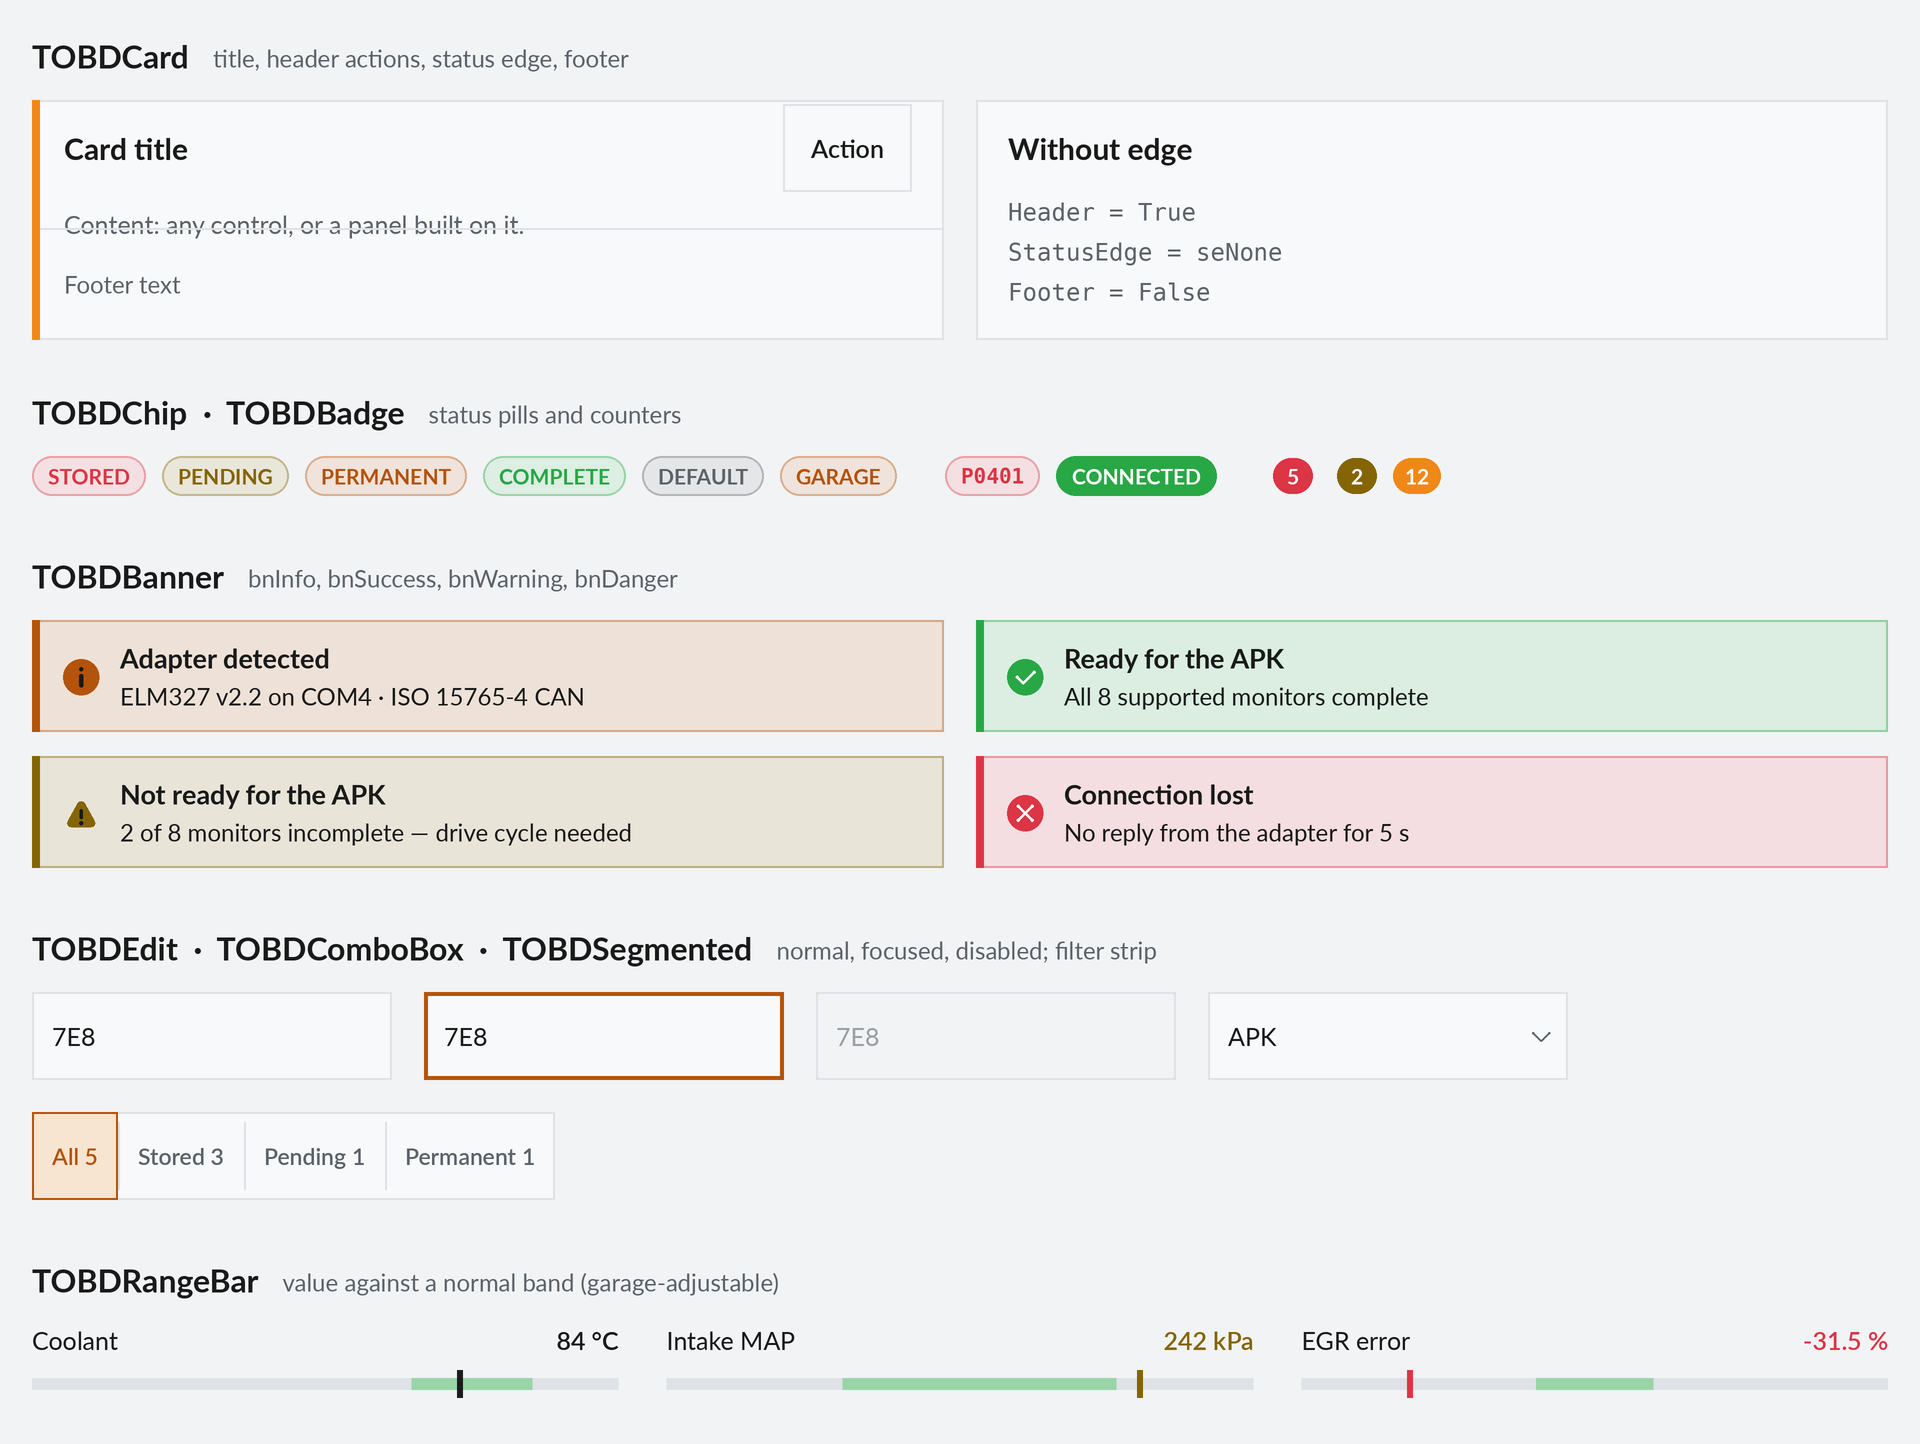 TOBDCard title, header actions, status edge, footer
Card title
Action
Content: any control, or a panel built on it.
Footer text
Without edge
Header = True
StatusEdge = seNone
Footer = False
TOBDChip · TOBDBadge status pills and counters
STORED PENDING PERMANENT COMPLETE DEFAULT GARAGE P0401 CONNECTED 5 2 12
TOBDBanner bnInfo, bnSuccess, bnWarning, bnDanger
Adapter detected
ELM327 v2.2 on COM4 · ISO 15765-4 CAN
Ready for the APK
All 8 supported monitors complete
Not ready for the APK
2 of 8 monitors incomplete — drive cycle needed
Connection lost
No reply from the adapter for 5 s
TOBDEdit · TOBDComboBox · TOBDSegmented normal, focused, disabled; filter strip
7E8 7E8 7E8 APK
All 5 Stored 3 Pending 1 Permanent 1
TOBDRangeBar value against a normal band (garage-adjustable)
Coolant 84 °C Intake MAP 242 kPa EGR error -31.5 %